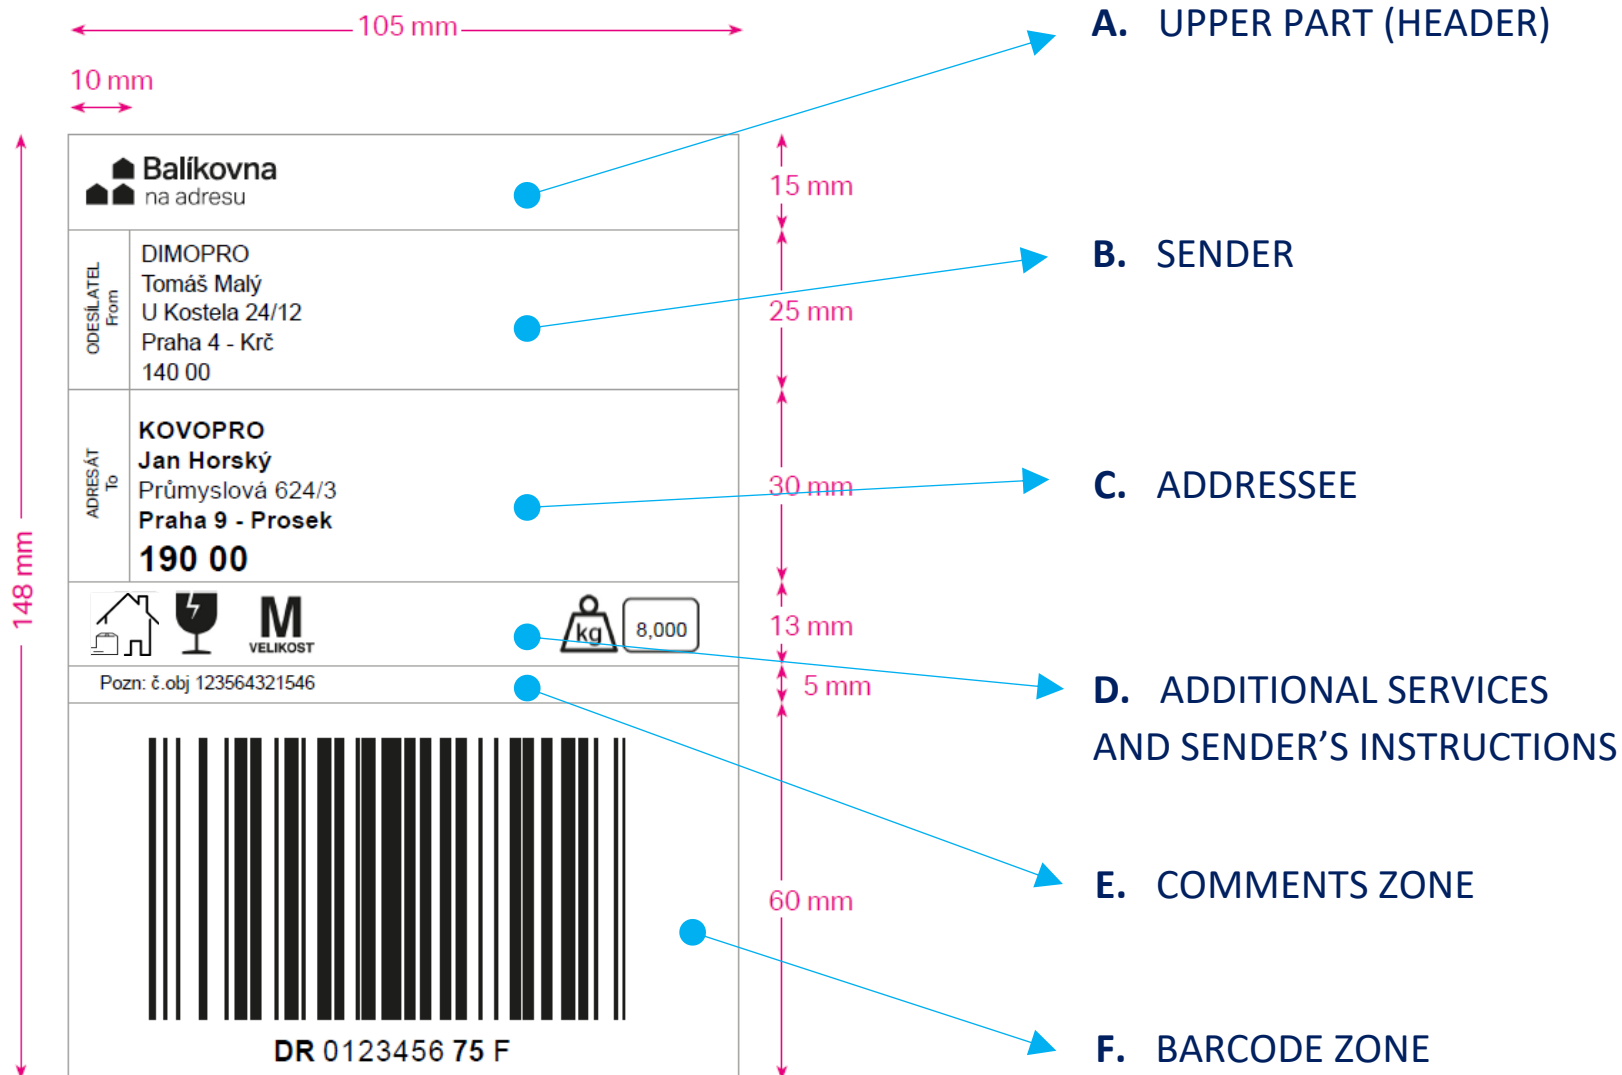 105 mm
A. UPPER PART (HEADER)
10 mm
Balíkovna
na adresu
15 mm
ODESÍLATEL
From
DIMOPRO
Tomáš Malý
U Kostela 24/12
Praha 4 - Krč
140 00
25 mm
B. SENDER
ADRESÁT
To
KOVOPRO
Jan Horský
Průmyslová 624/3
Praha 9 - Prosek
190 00
30 mm
C. ADDRESSEE
148 mm
M
VELIKOST
kg
8,000
13 mm
D. ADDITIONAL SERVICES
AND SENDER’S INSTRUCTIONS
Pozn: č.obj 123564321546
5 mm
E. COMMENTS ZONE
60 mm
DR 0123456 75 F
F. BARCODE ZONE